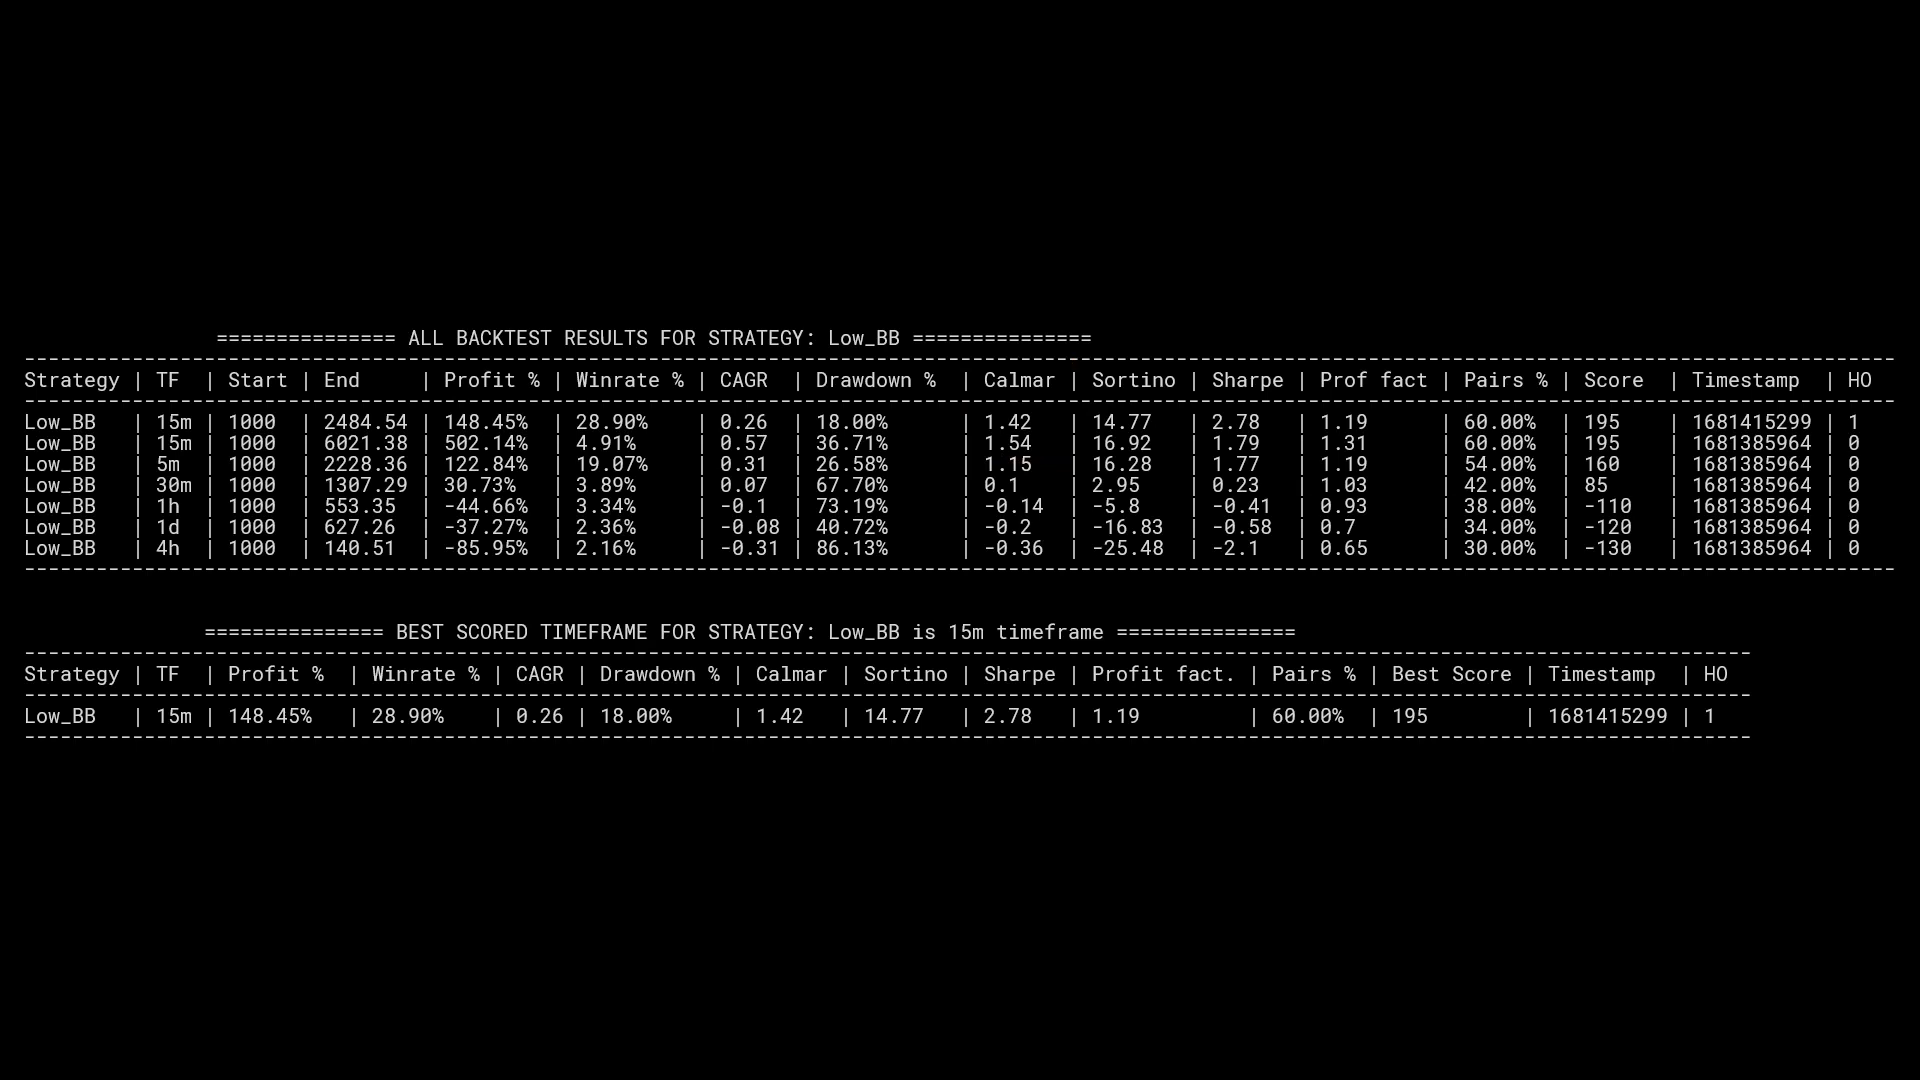 =============== ALL BACKTEST RESULTS FOR STRATEGY: Low_BB ===============
------------------------------------------------------------------------------------------------------------------------------------------------------------
Strategy | TF  | Start | End     | Profit % | Winrate % | CAGR  | Drawdown %  | Calmar | Sortino | Sharpe | Prof fact | Pairs % | Score  | Timestamp  | HO
------------------------------------------------------------------------------------------------------------------------------------------------------------
Low_BB   | 15m | 1000  | 2484.54 | 148.45%  | 28.90%    | 0.26  | 18.00%      | 1.42   | 14.77   | 2.78   | 1.19      | 60.00%  | 195    | 1681415299 | 1
Low_BB   | 15m | 1000  | 6021.38 | 502.14%  | 4.91%     | 0.57  | 36.71%      | 1.54   | 16.92   | 1.79   | 1.31      | 60.00%  | 195    | 1681385964 | 0
Low_BB   | 5m  | 1000  | 2228.36 | 122.84%  | 19.07%    | 0.31  | 26.58%      | 1.15   | 16.28   | 1.77   | 1.19      | 54.00%  | 160    | 1681385964 | 0
Low_BB   | 30m | 1000  | 1307.29 | 30.73%   | 3.89%     | 0.07  | 67.70%      | 0.1    | 2.95    | 0.23   | 1.03      | 42.00%  | 85     | 1681385964 | 0
Low_BB   | 1h  | 1000  | 553.35  | -44.66%  | 3.34%     | -0.1  | 73.19%      | -0.14  | -5.8    | -0.41  | 0.93      | 38.00%  | -110   | 1681385964 | 0
Low_BB   | 1d  | 1000  | 627.26  | -37.27%  | 2.36%     | -0.08 | 40.72%      | -0.2   | -16.83  | -0.58  | 0.7       | 34.00%  | -120   | 1681385964 | 0
Low_BB   | 4h  | 1000  | 140.51  | -85.95%  | 2.16%     | -0.31 | 86.13%      | -0.36  | -25.48  | -2.1   | 0.65      | 30.00%  | -130   | 1681385964 | 0
------------------------------------------------------------------------------------------------------------------------------------------------------------
=============== BEST SCORED TIMEFRAME FOR STRATEGY: Low_BB is 15m timeframe ===============
------------------------------------------------------------------------------------------------------------------------------------------------
Strategy | TF  | Profit %  | Winrate % | CAGR | Drawdown % | Calmar | Sortino | Sharpe | Profit fact. | Pairs % | Best Score | Timestamp  | HO
------------------------------------------------------------------------------------------------------------------------------------------------
Low_BB   | 15m | 148.45%   | 28.90%    | 0.26 | 18.00%     | 1.42   | 14.77   | 2.78   | 1.19         | 60.00%  | 195        | 1681415299 | 1
------------------------------------------------------------------------------------------------------------------------------------------------